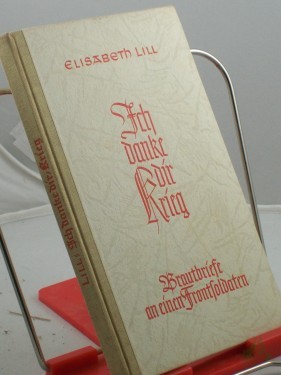 ELISABETH LILL
Ich
danke
dir
Krieg
Brautbriefe
an einen Frontsoldaten
Lill: Ich danke dir Krieg